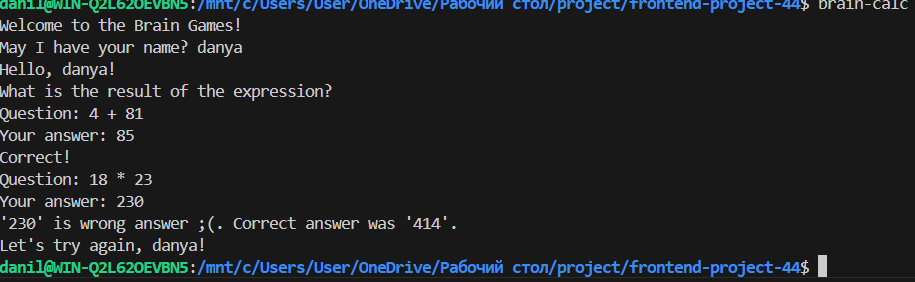 danil@WIN-Q2L62OEVBN5:/mnt/c/Users/User/OneDrive/Рабочий стол/project/frontend-project-44$ brain-calc
Welcome to the Brain Games!
May I have your name? danya
Hello, danya!
What is the result of the expression?
Question: 4 + 81
Your answer: 85
Correct!
Question: 18 * 23
Your answer: 230
'230' is wrong answer ;(. Correct answer was '414'.
Let's try again, danya!
danil@WIN-Q2L62OEVBN5:/mnt/c/Users/User/OneDrive/Рабочий стол/project/frontend-project-44$